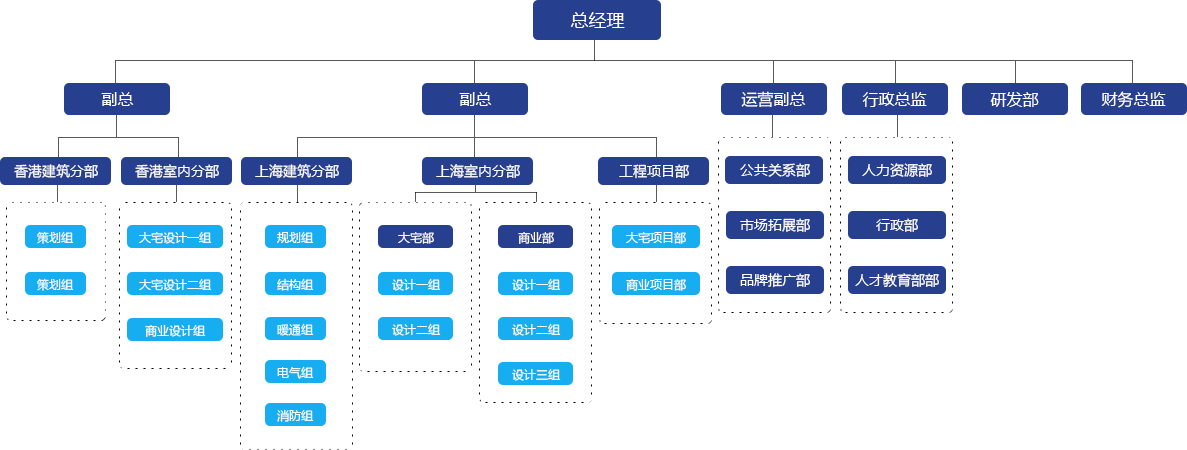 总经理
副总
副总
运营副总
行政总监
研发部
财务总监
香港建筑分部
香港室内分部
上海建筑分部
上海室内分部
工程项目部
公共关系部
人力资源部
市场拓展部
行政部
品牌推广部
人才教育部部
策划组
策划组
大宅设计一组
大宅设计二组
商业设计组
规划组
结构组
暖通组
电气组
消防组
大宅部
设计一组
设计二组
商业部
设计一组
设计二组
设计三组
大宅项目部
商业项目部